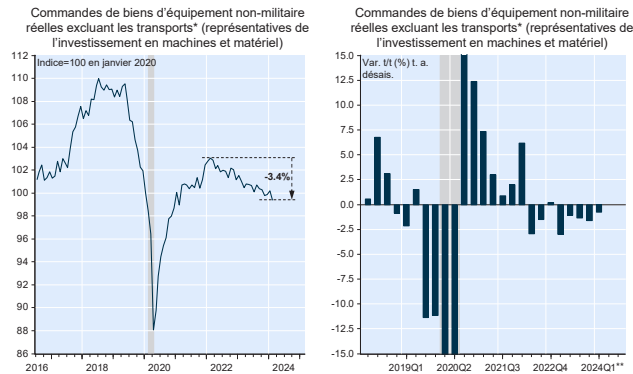 Commandes de biens d'équipement non-militaire
réelles excluant les transports* (représentatives de
l'investissement en machines et matériel)
112
Indice=100 en janvier 2020
110
108
106
104
102
-3.4%
100
98
96
94
92
90
88
86
2016
2018
2020
2022
2023
2024
Commandes de biens d'équipement non-militaire
réelles excluant les transports* (représentatives de
l'investissement en machines et matériel)
15.0
Var. t/t (%) t. a.
désais.
12.5
10.0
7.5
5.0
2.5
0.0
-2.5
-5.0
-7.5
-10.0
-12.5
-15.0
2019Q1
2020Q2
2021Q3
2022Q4
2024Q1**